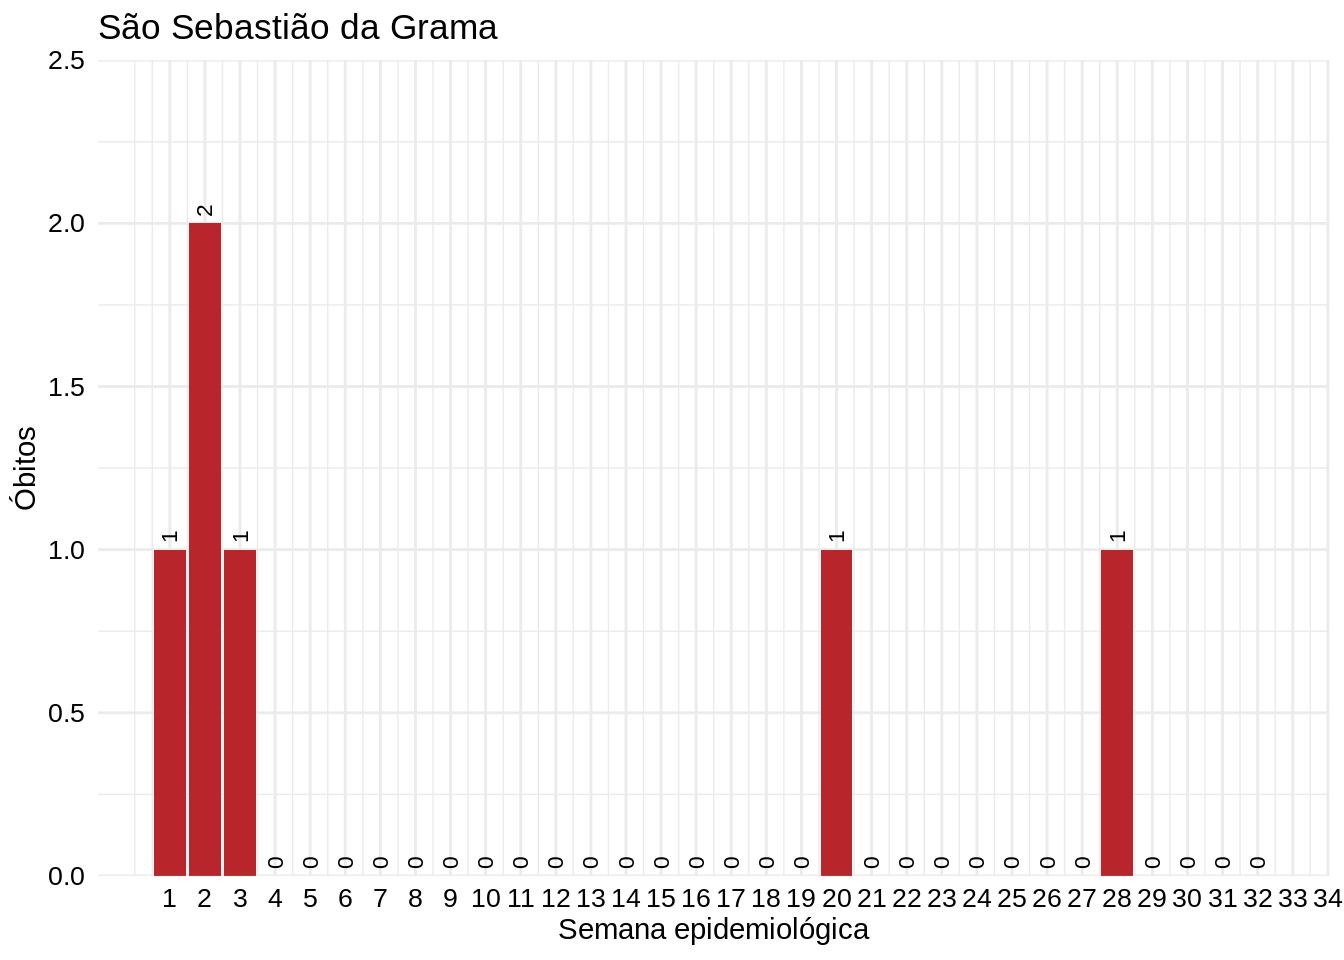 São Sebastião da Grama
2.5
2.0
1.5
1.0
0.5
0.0
Óbitos
1 2 1 0 0 0 0 0 0 0 0 0 0 0 0 0 0 0 0 1 0 0 0 0 0 0 0 1 0 0 0 0
1 2 3 4 5 6 7 8 9 10 11 12 13 14 15 16 17 18 19 20 21 22 23 24 25 26 27 28 29 30 31 32 33 34
Semana epidemiológica